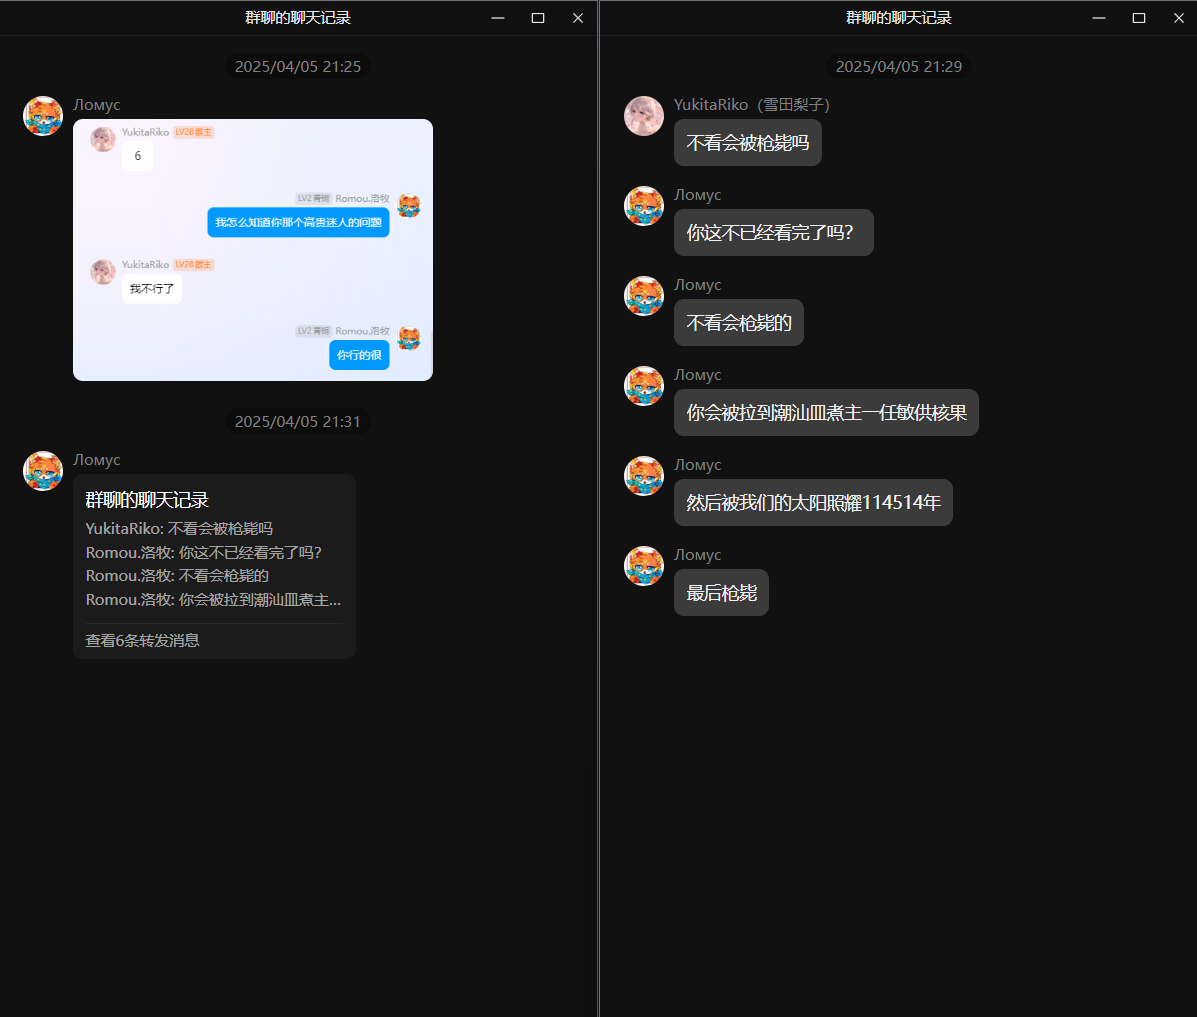 群聊的聊天记录
2025/04/05 21:25
Ломус
YukitaRiko LV28 群主
6
LV2 青铜 Romou.洛牧
我怎么知道你那个高贵迷人的问题
YukitaRiko LV28 群主
我不行了
LV2 青铜 Romou.洛牧
你行的很
2025/04/05 21:31
Ломус
群聊的聊天记录
YukitaRiko: 不看会被枪毙吗
Romou.洛牧: 你这不已经看完了吗？
Romou.洛牧: 不看会枪毙的
Romou.洛牧: 你会被拉到潮汕皿煮主...
查看6条转发消息
群聊的聊天记录
2025/04/05 21:29
YukitaRiko（雪田梨子）
不看会被枪毙吗
Ломус
你这不已经看完了吗？
Ломус
不看会枪毙的
Ломус
你会被拉到潮汕皿煮主一任敏供核果
Ломус
然后被我们的太阳照耀114514年
Ломус
最后枪毙